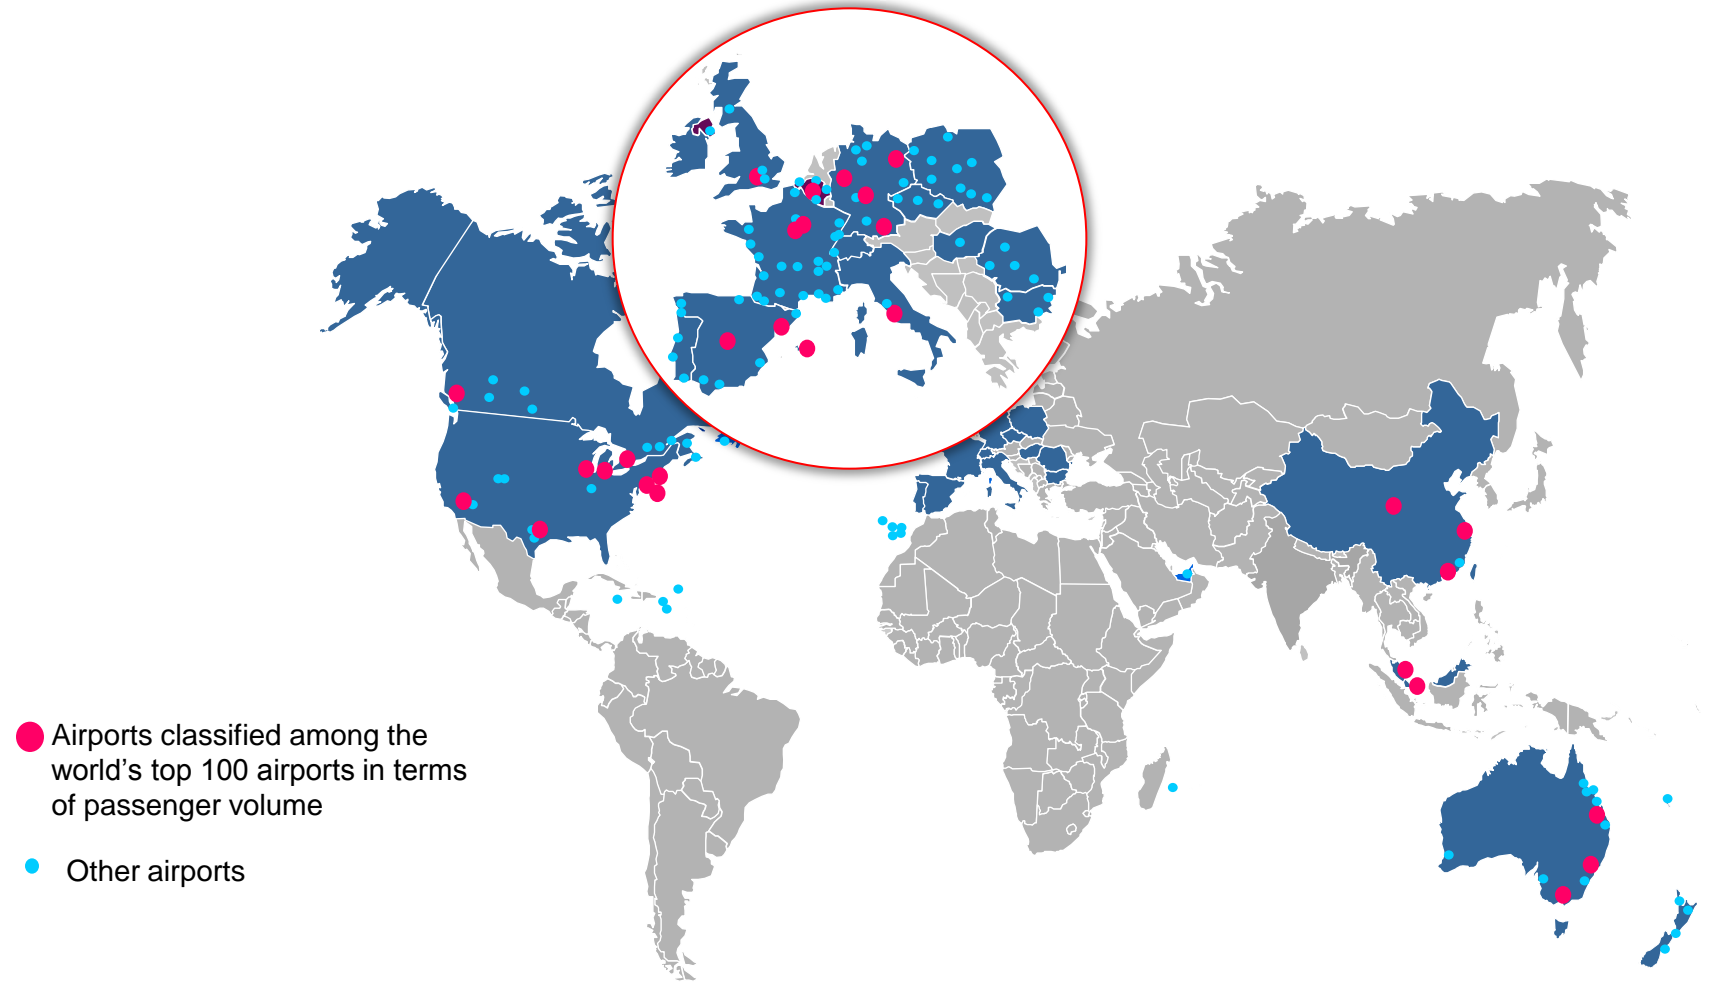 Airports classified among the
world’s top 100 airports in terms
of passenger volume
Other airports